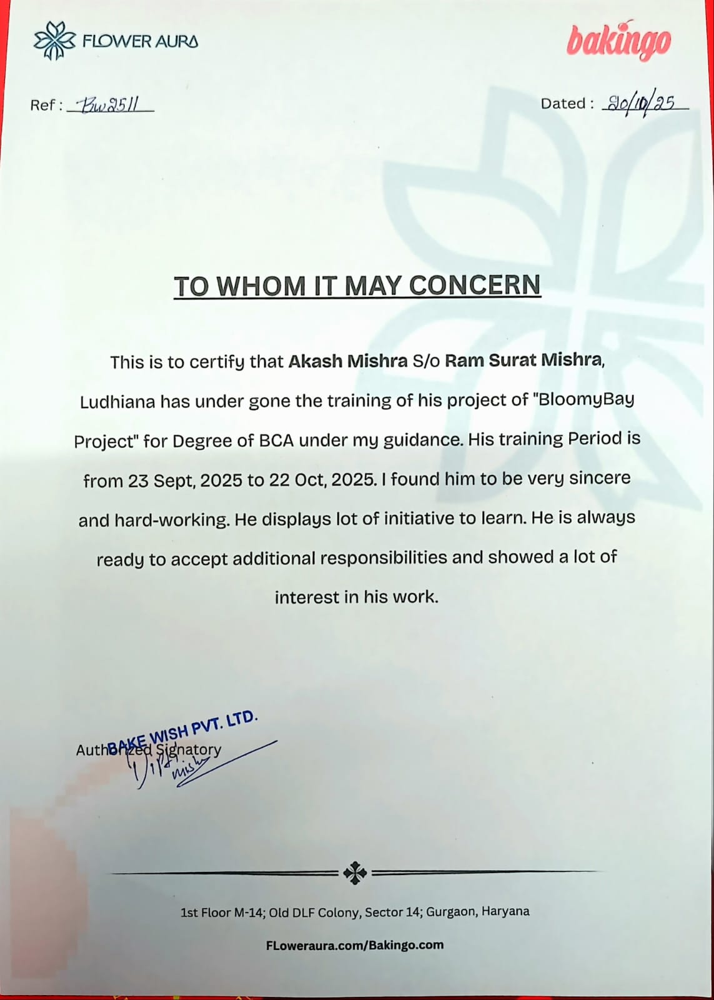 FLOWER AURA
bakingo
Ref : Bw2511
Dated : 20/10/25
TO WHOM IT MAY CONCERN
This is to certify that Akash Mishra S/o Ram Surat Mishra,
Ludhiana has under gone the training of his project of "BloomyBay
Project" for Degree of BCA under my guidance. His training Period is
from 23 Sept, 2025 to 22 Oct, 2025. I found him to be very sincere
and hard-working. He displays lot of initiative to learn. He is always
ready to accept additional responsibilities and showed a lot of
interest in his work.
BAKE WISH PVT. LTD.
Authorized Signatory
1st Floor M-14; Old DLF Colony, Sector 14; Gurgaon, Haryana
FLoweraura.com/Bakingo.com